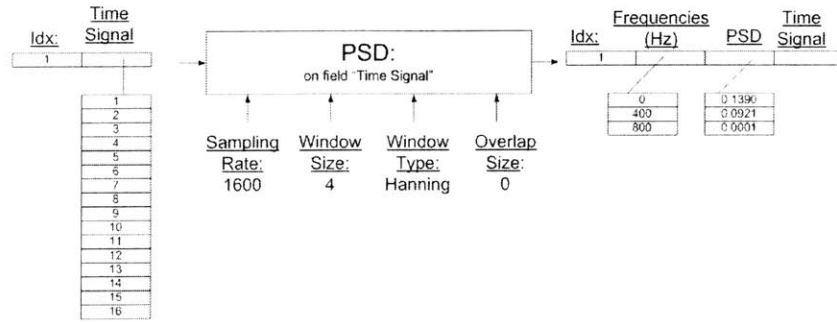 Idx:
Time
Signal
1
1
2
3
4
5
6
7
8
9
10
11
12
13
14
15
16
PSD:
on field "Time Signal"
Sampling
Rate:
1600
Window
Size:
4
Window
Type:
Hanning
Overlap
Size:
0
Idx:
Frequencies
(Hz)
PSD
Time
Signal
1
0
400
800
0.1390
0.0921
0.0001